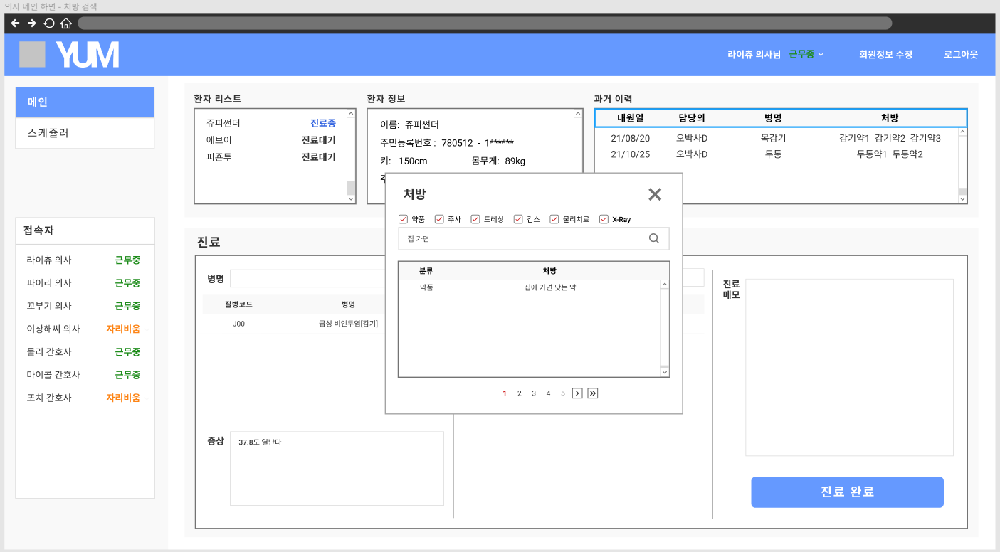 의사 메인 화면 - 처방 검색
YUM
라이츄 의사님 근무중 회원정보 수정 로그아웃
메인
스케쥴러
접속자
라이츄 의사 근무중
파이리 의사 근무중
꼬부기 의사 근무중
이상해씨 의사 자리비움
둘리 간호사 근무중
마이콜 간호사 근무중
또치 간호사 자리비움
환자 리스트
쥬피썬더 진료중
에브이 진료대기
피죤투 진료대기
환자 정보
이름: 쥬피썬더
주민등록번호 : 780512 - 1******
키: 150cm 몸무게: 89kg
과거 이력
내원일 담당의 병명 처방
21/08/20 오박사D 목감기 감기약1 감기약2 감기약3
21/10/25 오박사D 두통 두통약1 두통약2
처방
약품 주사 드레싱 깁스 물리치료 X-Ray
집 가면
분류 처방
약품 집에 가면 낫는 약
1 2 3 4 5
진료
병명
질병코드 병명
J00 급성 비인두염[감기]
증상
37.8도 열난다
진료
메모
진료 완료